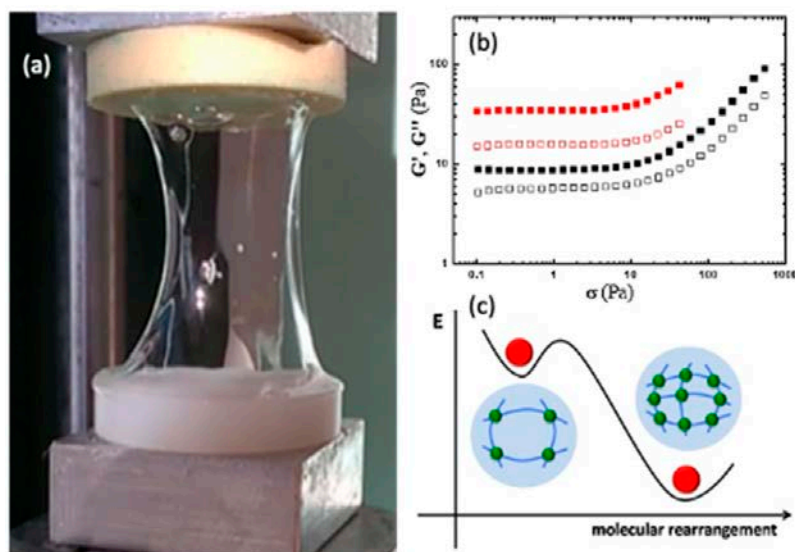 (a)
(b)
G', G'' (Pa)
100
10
1
0.1
1
10
100
1000
σ (Pa)
(c)
E
molecular rearrangement